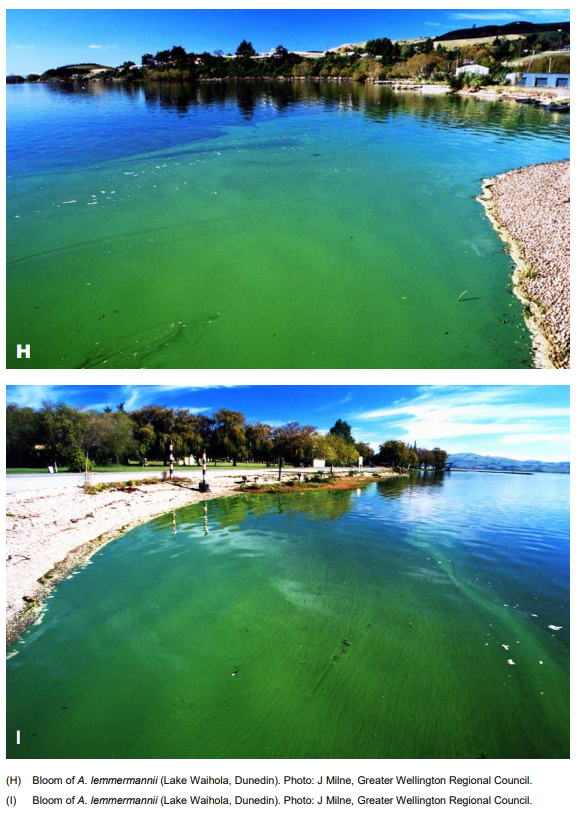 H
I
(H) Bloom of A. lemmermannii (Lake Waihola, Dunedin). Photo: J Milne, Greater Wellington Regional Council.
(I) Bloom of A. lemmermannii (Lake Waihola, Dunedin). Photo: J Milne, Greater Wellington Regional Council.